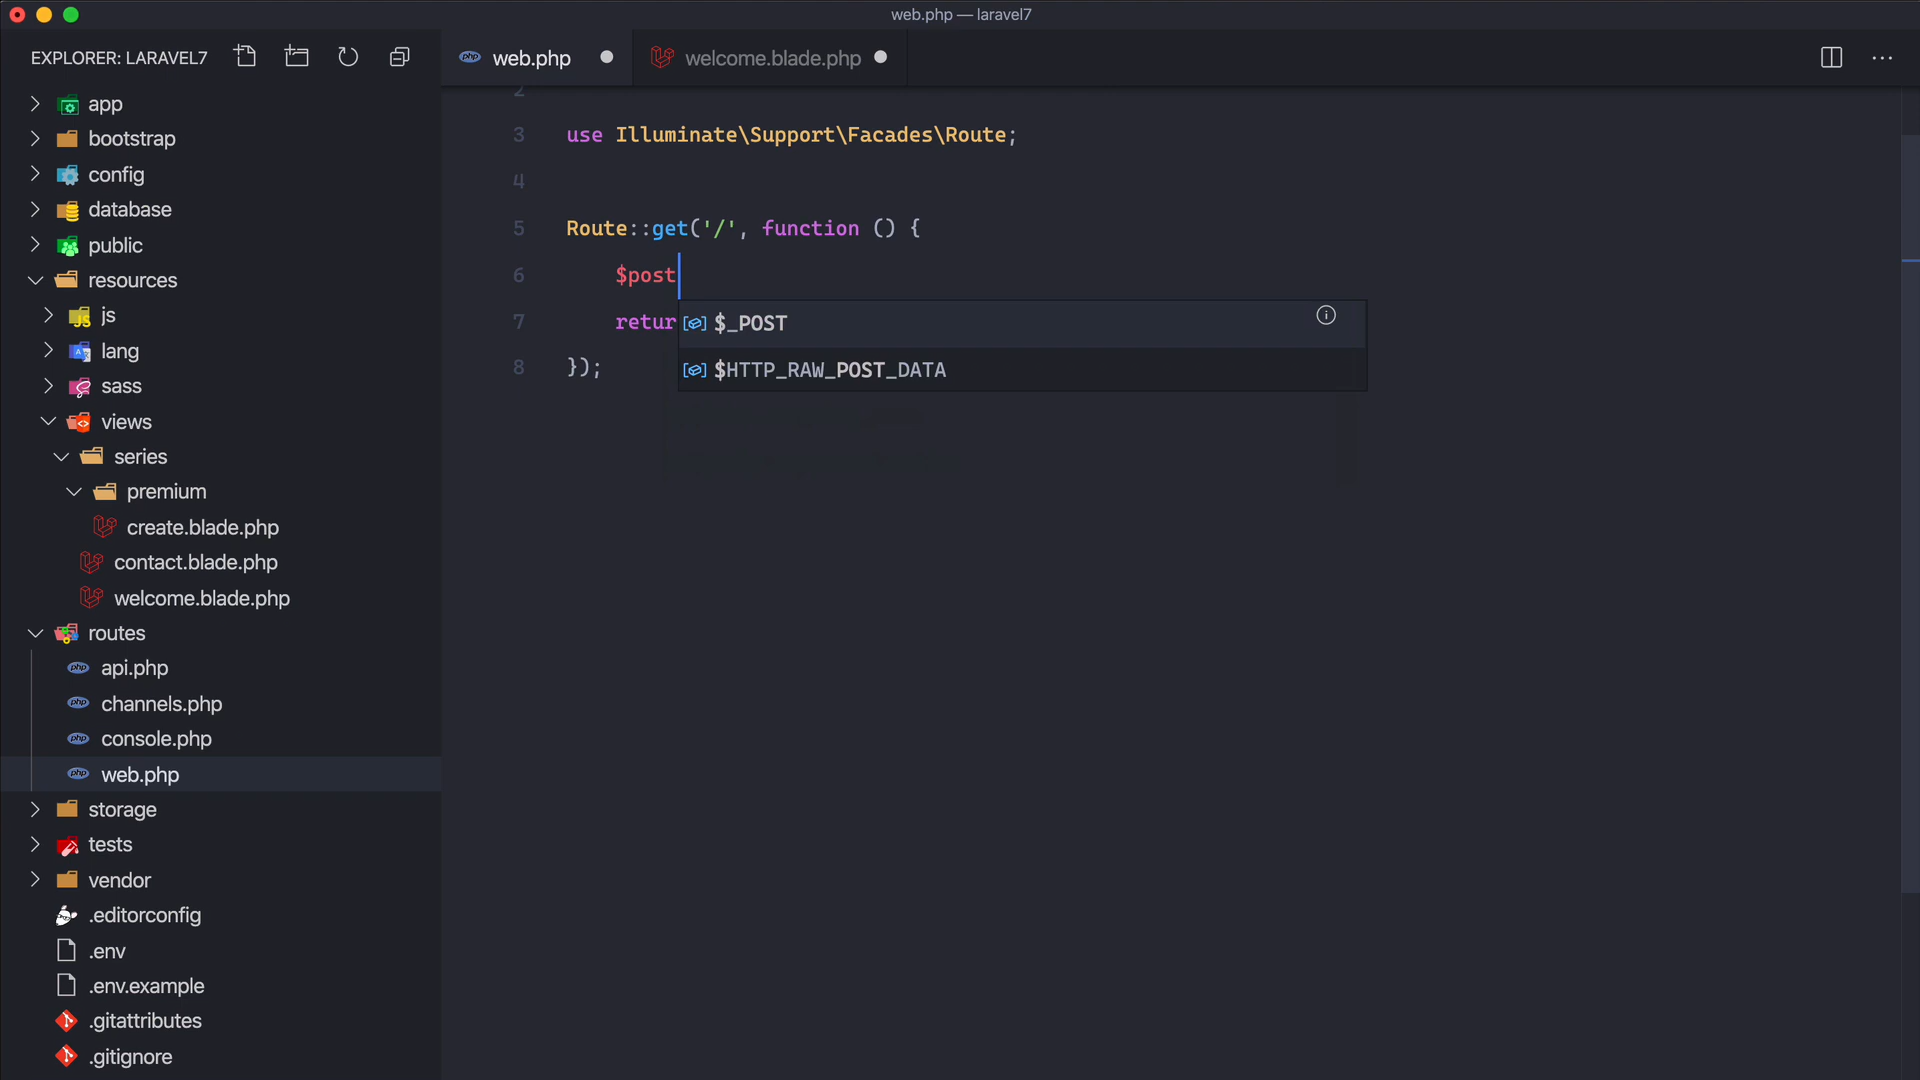 web.php — laravel7
EXPLORER: LARAVEL7
web.php
welcome.blade.php
app
bootstrap
config
database
public
resources
js
lang
sass
views
series
premium
create.blade.php
contact.blade.php
welcome.blade.php
routes
api.php
channels.php
console.php
web.php
storage
tests
vendor
.editorconfig
.env
.env.example
.gitattributes
.gitignore
2
3 use Illuminate\Support\Facades\Route;
4
5 Route::get('/', function () {
6 $post
7 retur
8 });
$_POST
$HTTP_RAW_POST_DATA